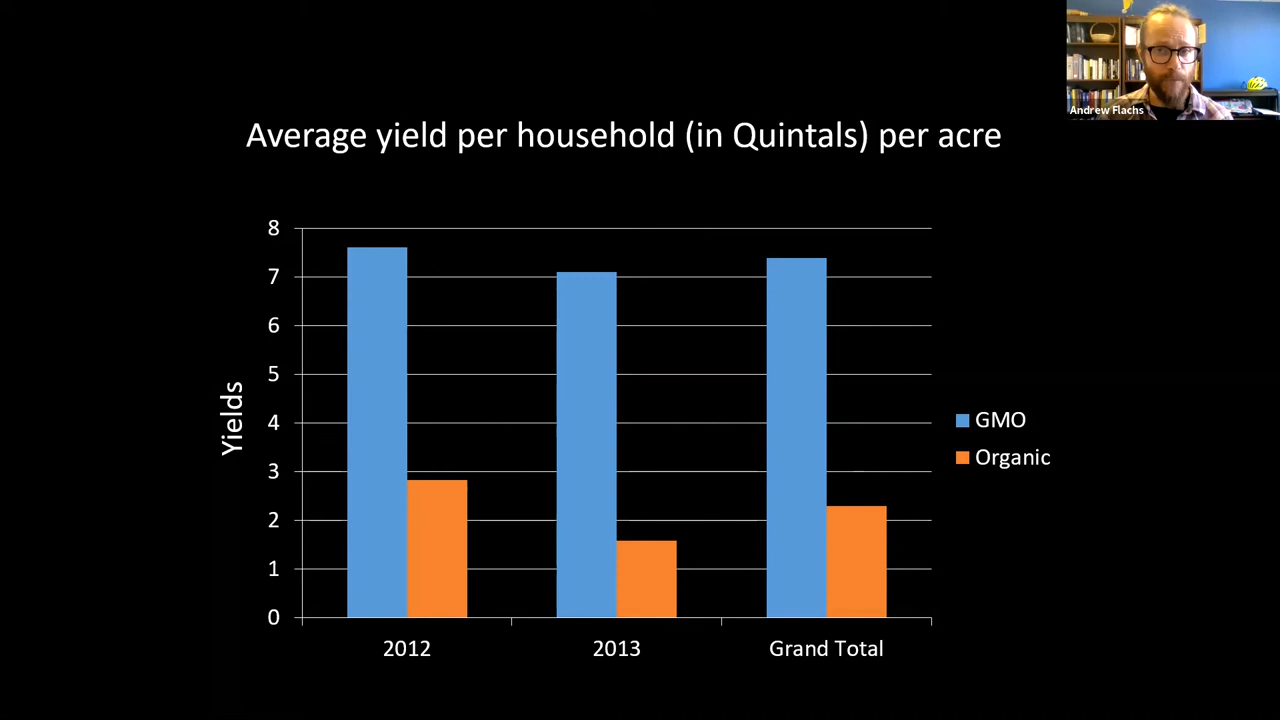 Andrew Flachs
Average yield per household (in Quintals) per acre
8
7
6
5
4
3
2
1
0
Yields
GMO
Organic
2012 2013 Grand Total